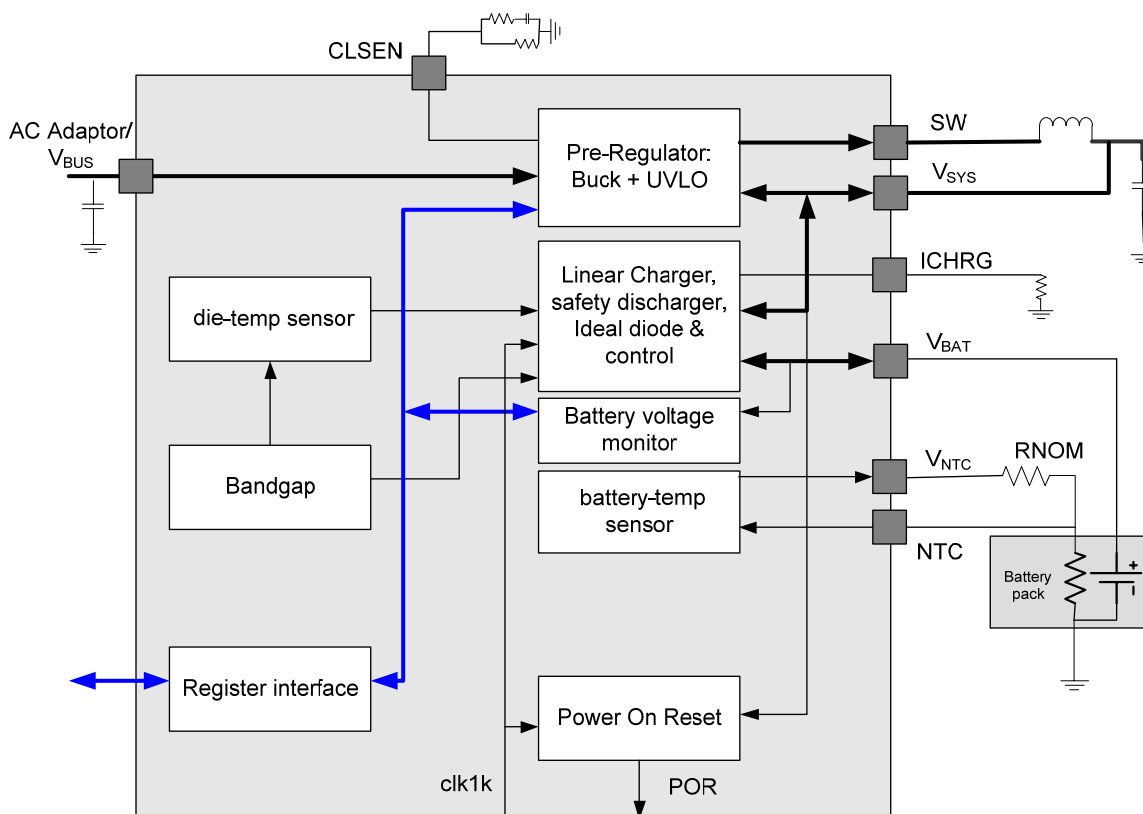 CLSEN
AC Adaptor/
VBUS
Pre-Regulator:
Buck + UVLO
SW
VSYS
Linear Charger,
safety discharger,
Ideal diode &
control
ICHRG
die-temp sensor
VBAT
Battery voltage
monitor
Bandgap
battery-temp
sensor
VNTC
RNOM
NTC
Battery
pack
+
-
Register interface
Power On Reset
clk1k
POR